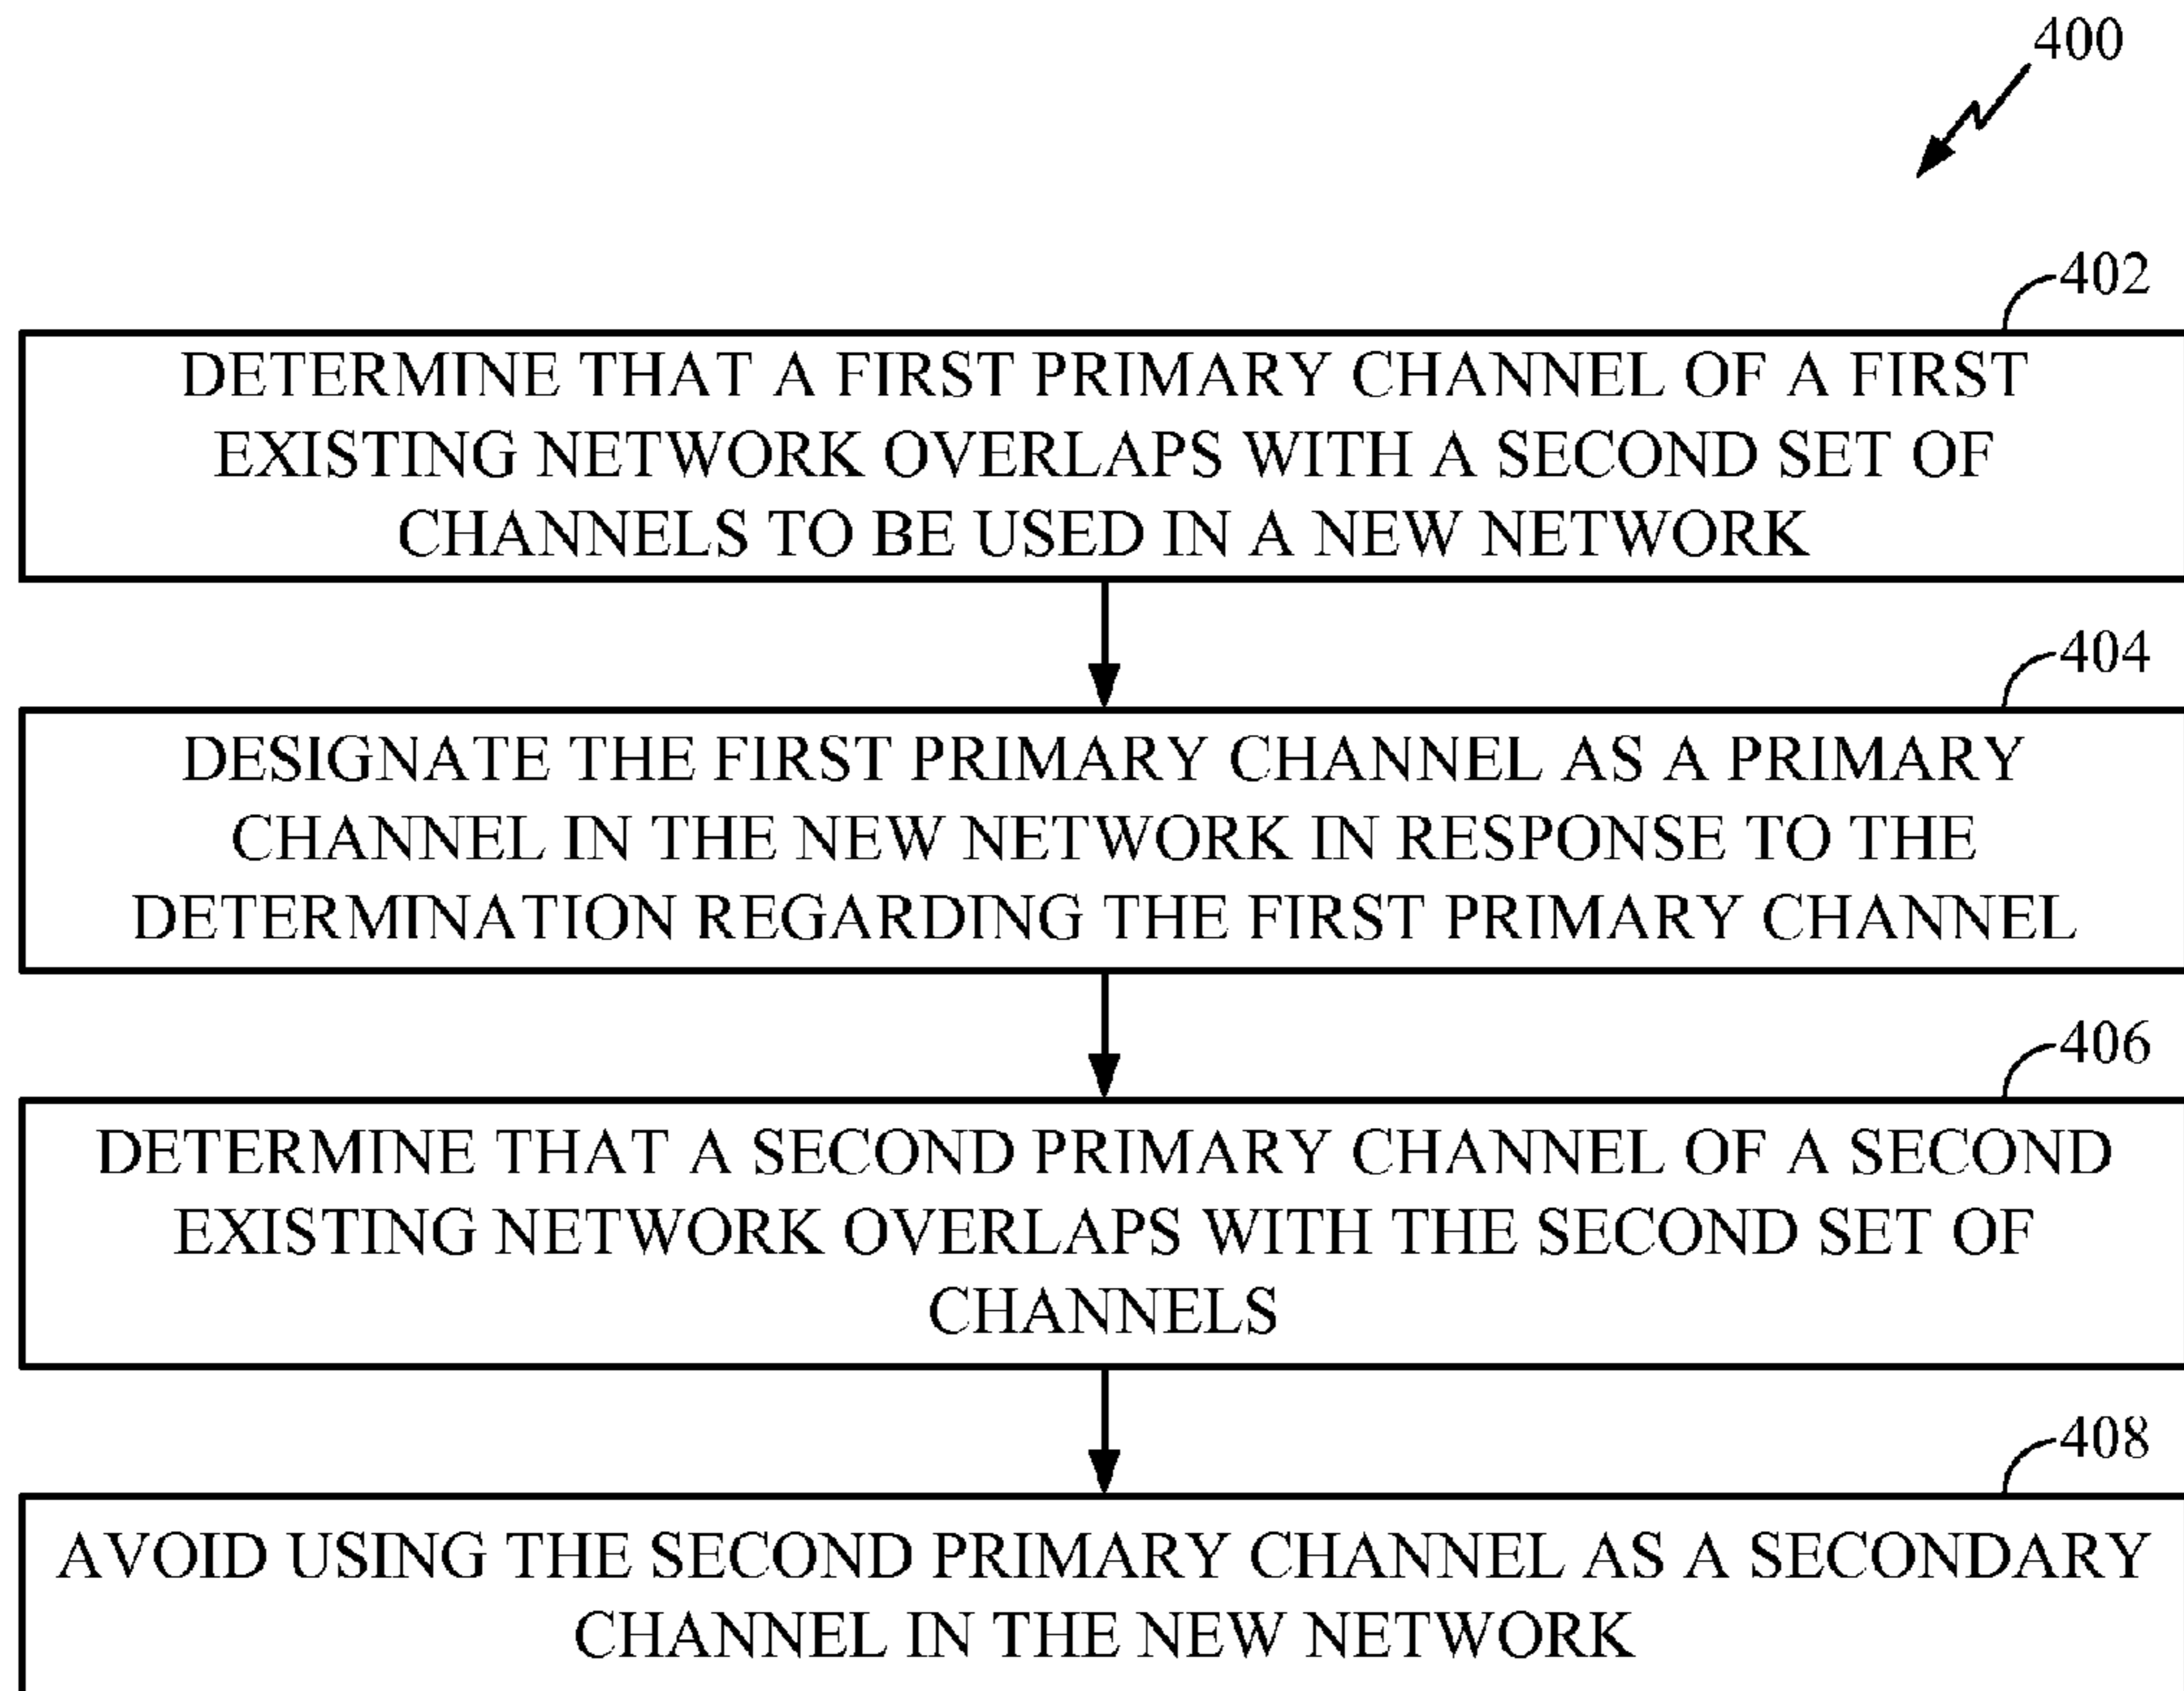 400
402
DETERMINE THAT A FIRST PRIMARY CHANNEL OF A FIRST
EXISTING NETWORK OVERLAPS WITH A SECOND SET OF
CHANNELS TO BE USED IN A NEW NETWORK
404
DESIGNATE THE FIRST PRIMARY CHANNEL AS A PRIMARY
CHANNEL IN THE NEW NETWORK IN RESPONSE TO THE
DETERMINATION REGARDING THE FIRST PRIMARY CHANNEL
406
DETERMINE THAT A SECOND PRIMARY CHANNEL OF A SECOND
EXISTING NETWORK OVERLAPS WITH THE SECOND SET OF
CHANNELS
408
AVOID USING THE SECOND PRIMARY CHANNEL AS A SECONDARY
CHANNEL IN THE NEW NETWORK